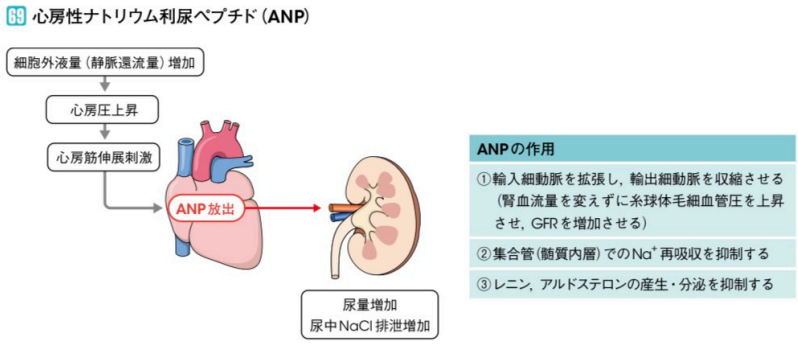 69 心房性ナトリウム利尿ペプチド(ANP)
細胞外液量(静脈還流量)増加
心房圧上昇
心房筋伸展刺激
ANP放出
尿量増加
尿中NaCl排泄増加
ANPの作用
①輸入細動脈を拡張し,輸出細動脈を収縮させる
(腎血流量を変えずに糸球体毛細血管圧を上昇
させ,GFRを増加させる)
②集合管(髄質内層)でのNa⁺再吸収を抑制する
③レニン,アルドステロンの産生・分泌を抑制する